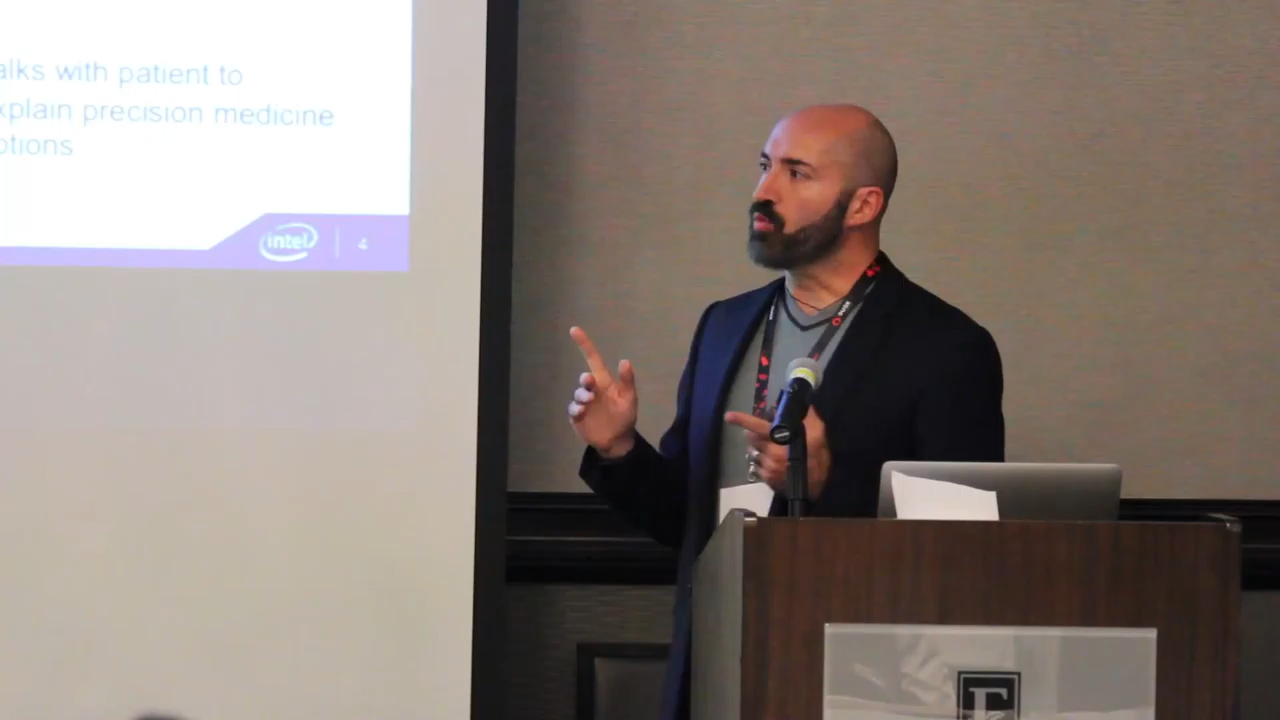 alks with patient to
xplain precision medicine
ptions
intel
4